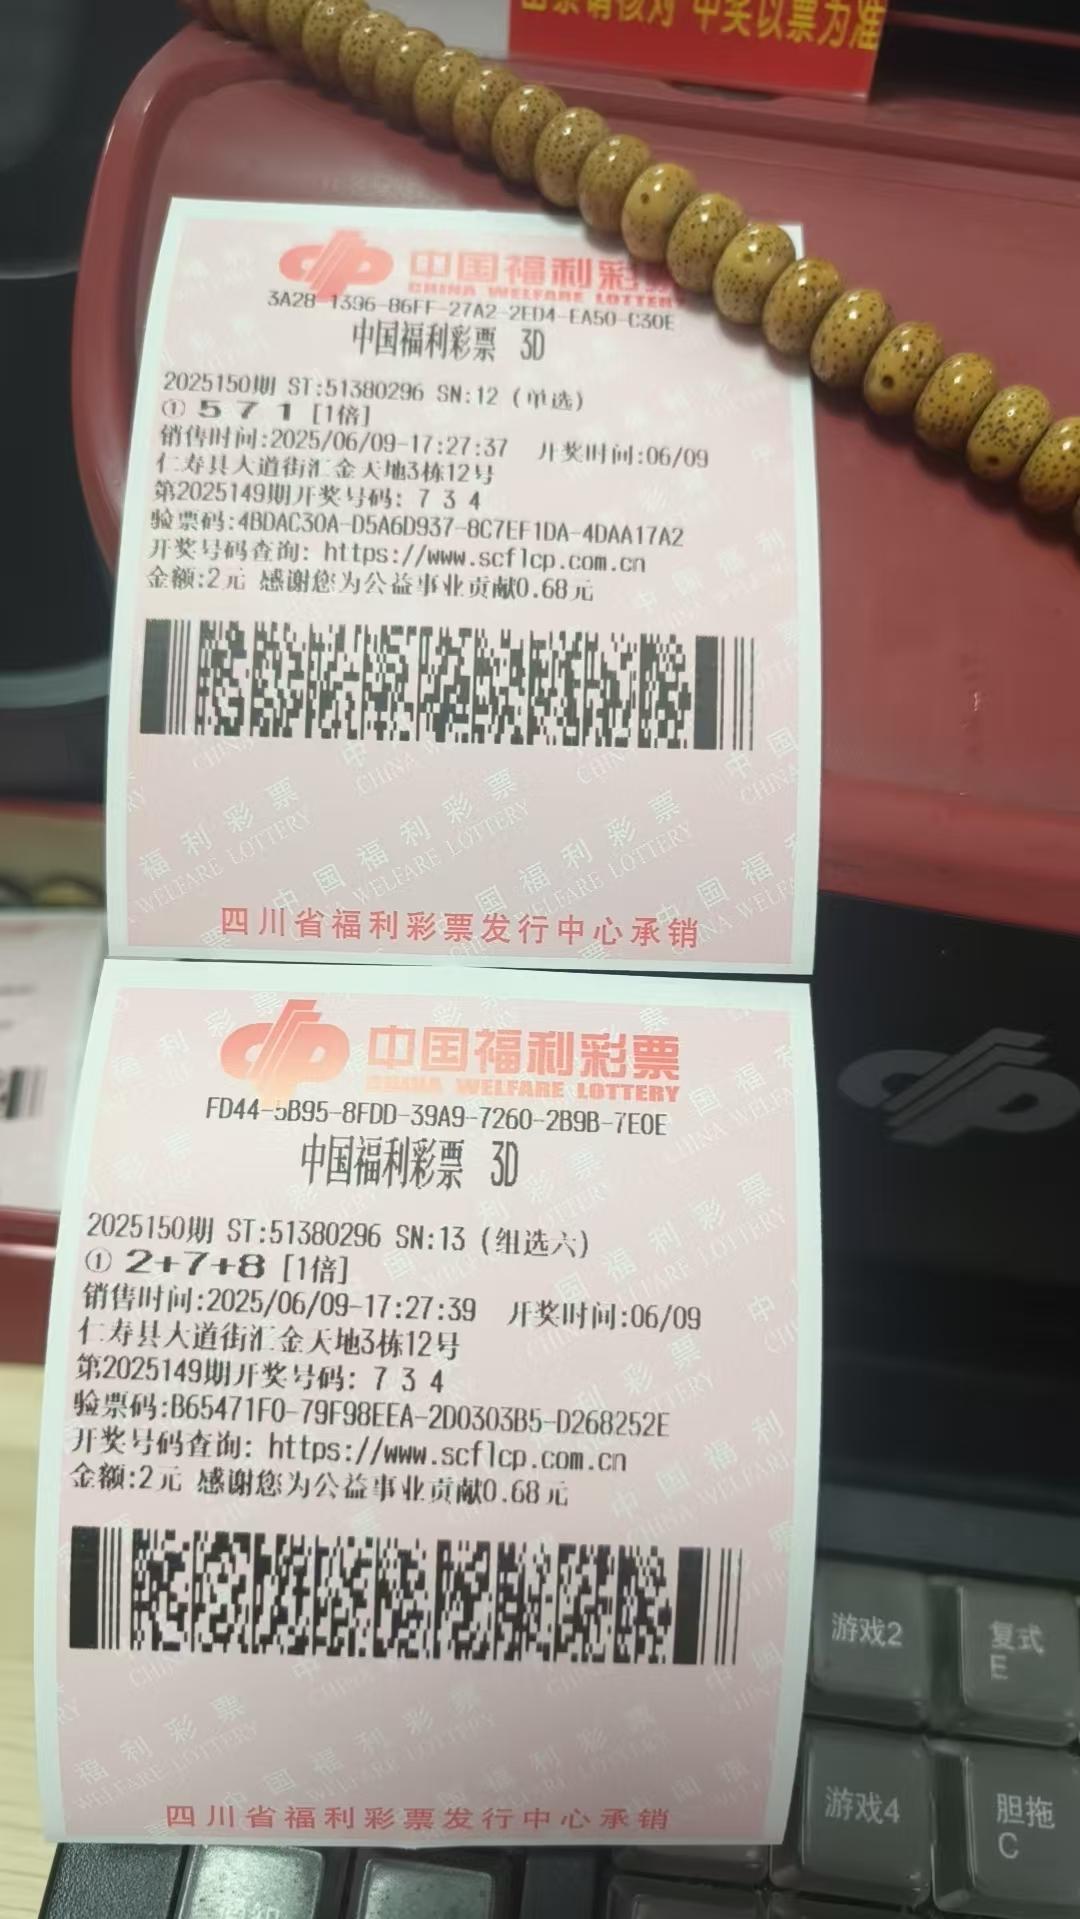 出票请核对 中奖以票为准
中国福利彩票
CHINA WELFARE LOTTERY
3A28-1396-86FF-27A2-2ED4-EA50-C30E
中国福利彩票 3D
2025150期 ST:51380296 SN:12 (单选)
① 5 7 1 [1倍]
销售时间:2025/06/09-17:27:37 开奖时间:06/09
仁寿县大道街汇金天地3栋12号
第2025149期开奖号码: 7 3 4
验票码:4BDAC30A-D5A6D937-8C7EF1DA-4DAA17A2
开奖号码查询: https://www.scflcp.com.cn
金额:2元 感谢您为公益事业贡献0.68元
四川省福利彩票发行中心承销
中国福利彩票
CHINA WELFARE LOTTERY
FD44-5B95-8FDD-39A9-7260-2B9B-7E0E
中国福利彩票 3D
2025150期 ST:51380296 SN:13 (组选六)
① 2+7+8 [1倍]
销售时间:2025/06/09-17:27:39 开奖时间:06/09
仁寿县大道街汇金天地3栋12号
第2025149期开奖号码: 7 3 4
验票码:B65471F0-79F98EEA-2D0303B5-D268252E
开奖号码查询: https://www.scflcp.com.cn
金额:2元 感谢您为公益事业贡献0.68元
四川省福利彩票发行中心承销
游戏2
复式
E
游戏4
胆拖
C